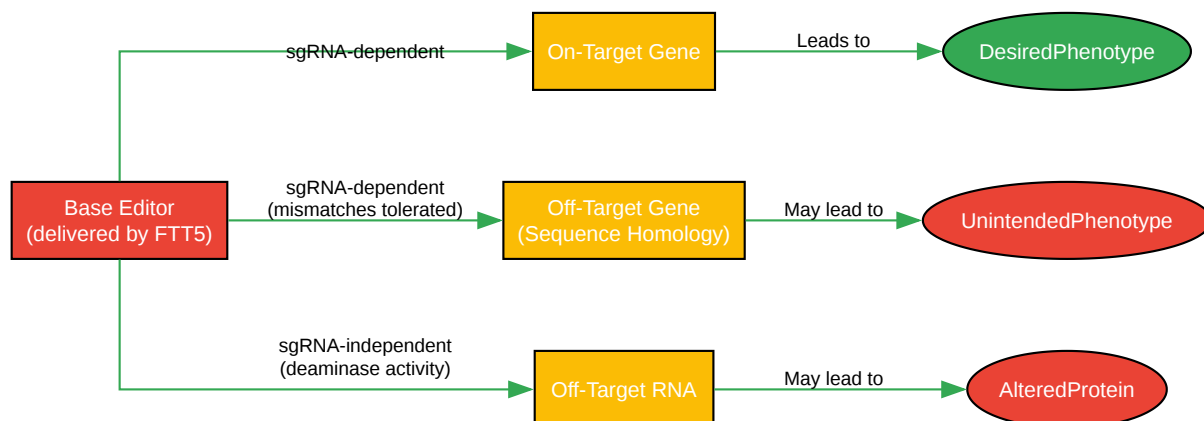 sgRNA-dependent
On-Target Gene
Leads to
DesiredPhenotype
Base Editor
(delivered by FTT5)
sgRNA-dependent
(mismatches tolerated)
Off-Target Gene
(Sequence Homology)
May lead to
UnintendedPhenotype
sgRNA-independent
(deaminase activity)
Off-Target RNA
May lead to
AlteredProtein